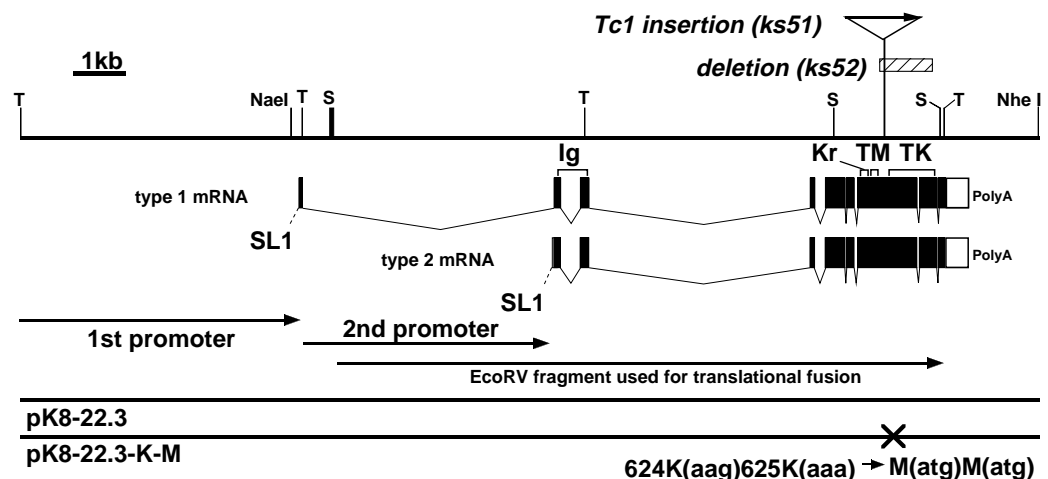 Tc1 insertion (ks51)
1kb
deletion (ks52)
T NaeI T S T S S T Nhe I
Ig Kr TM TK
type 1 mRNA PolyA
SL1
type 2 mRNA PolyA
SL1
1st promoter 2nd promoter
EcoRV fragment used for translational fusion
pK8-22.3
pK8-22.3-K-M
624K(aag)625K(aaa) → M(atg)M(atg)